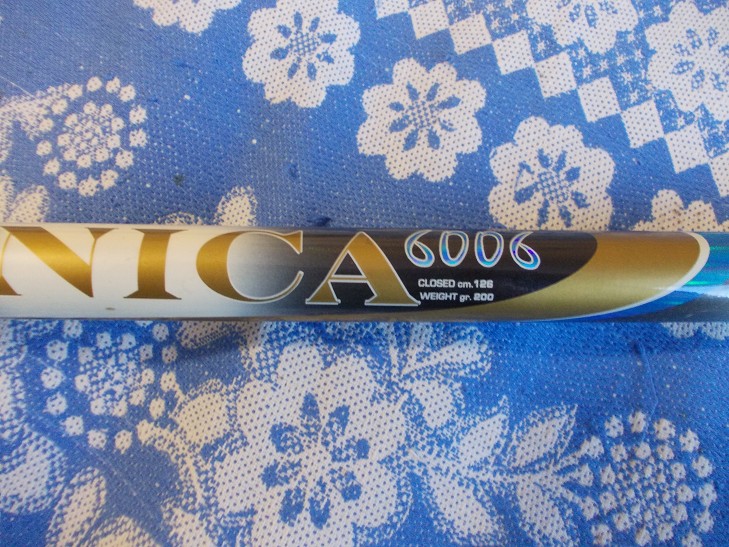 NICA 6006
CLOSED cm.126
WEIGHT gr. 200